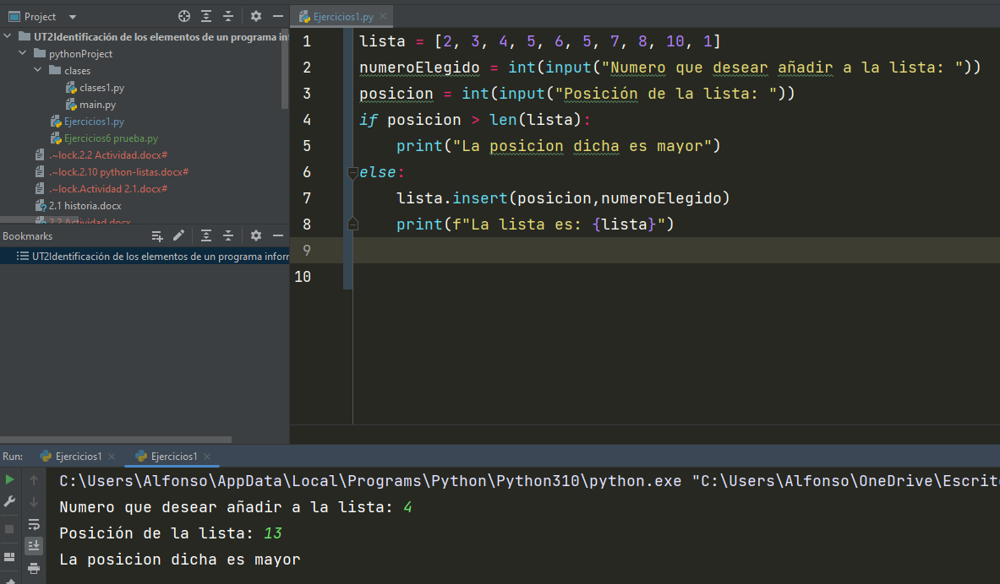 Project
Ejercicios1.py
UT2Identificación de los elementos de un programa in
pythonProject
clases
clases1.py
main.py
Ejercicios1.py
Ejercicios6 prueba.py
.~lock.2.2 Actividad.docx#
.~lock.2.10 python-listas.docx#
.~lock.Actividad 2.1.docx#
2.1 historia.docx
2.2 Actividad.docx
Bookmarks
UT2Identificación de los elementos de un programa inforr
1 lista = [2, 3, 4, 5, 6, 5, 7, 8, 10, 1]
2 numeroElegido = int(input("Numero que desear añadir a la lista: "))
3 posicion = int(input("Posición de la lista: "))
4 if posicion > len(lista):
5 print("La posicion dicha es mayor")
6 else:
7 lista.insert(posicion,numeroElegido)
8 print(f"La lista es: {lista}")
9
10
Run: Ejercicios1 Ejercicios1
C:\Users\Alfonso\AppData\Local\Programs\Python\Python310\python.exe "C:\Users\Alfonso\OneDrive\Escrito
Numero que desear añadir a la lista: 4
Posición de la lista: 13
La posicion dicha es mayor